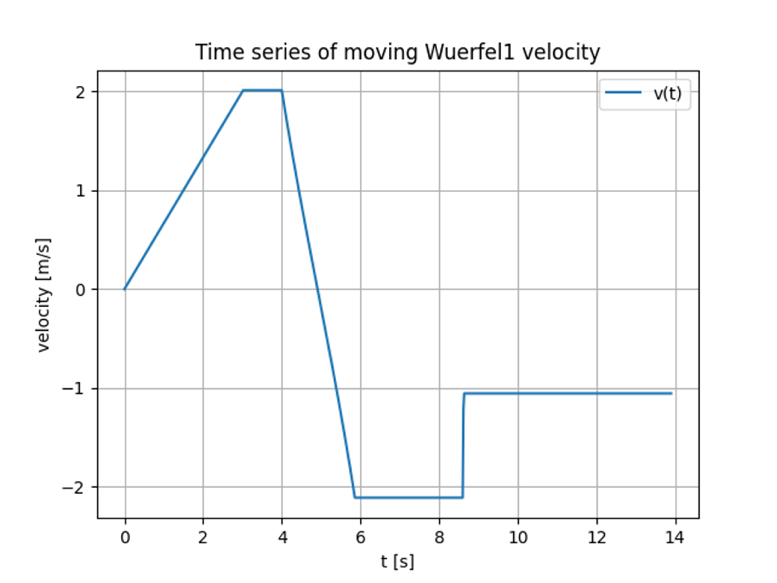 Time series of moving Wuerfel1 velocity
v(t)
velocity [m/s]
2
1
0
−1
−2
0 2 4 6 8 10 12 14
t [s]